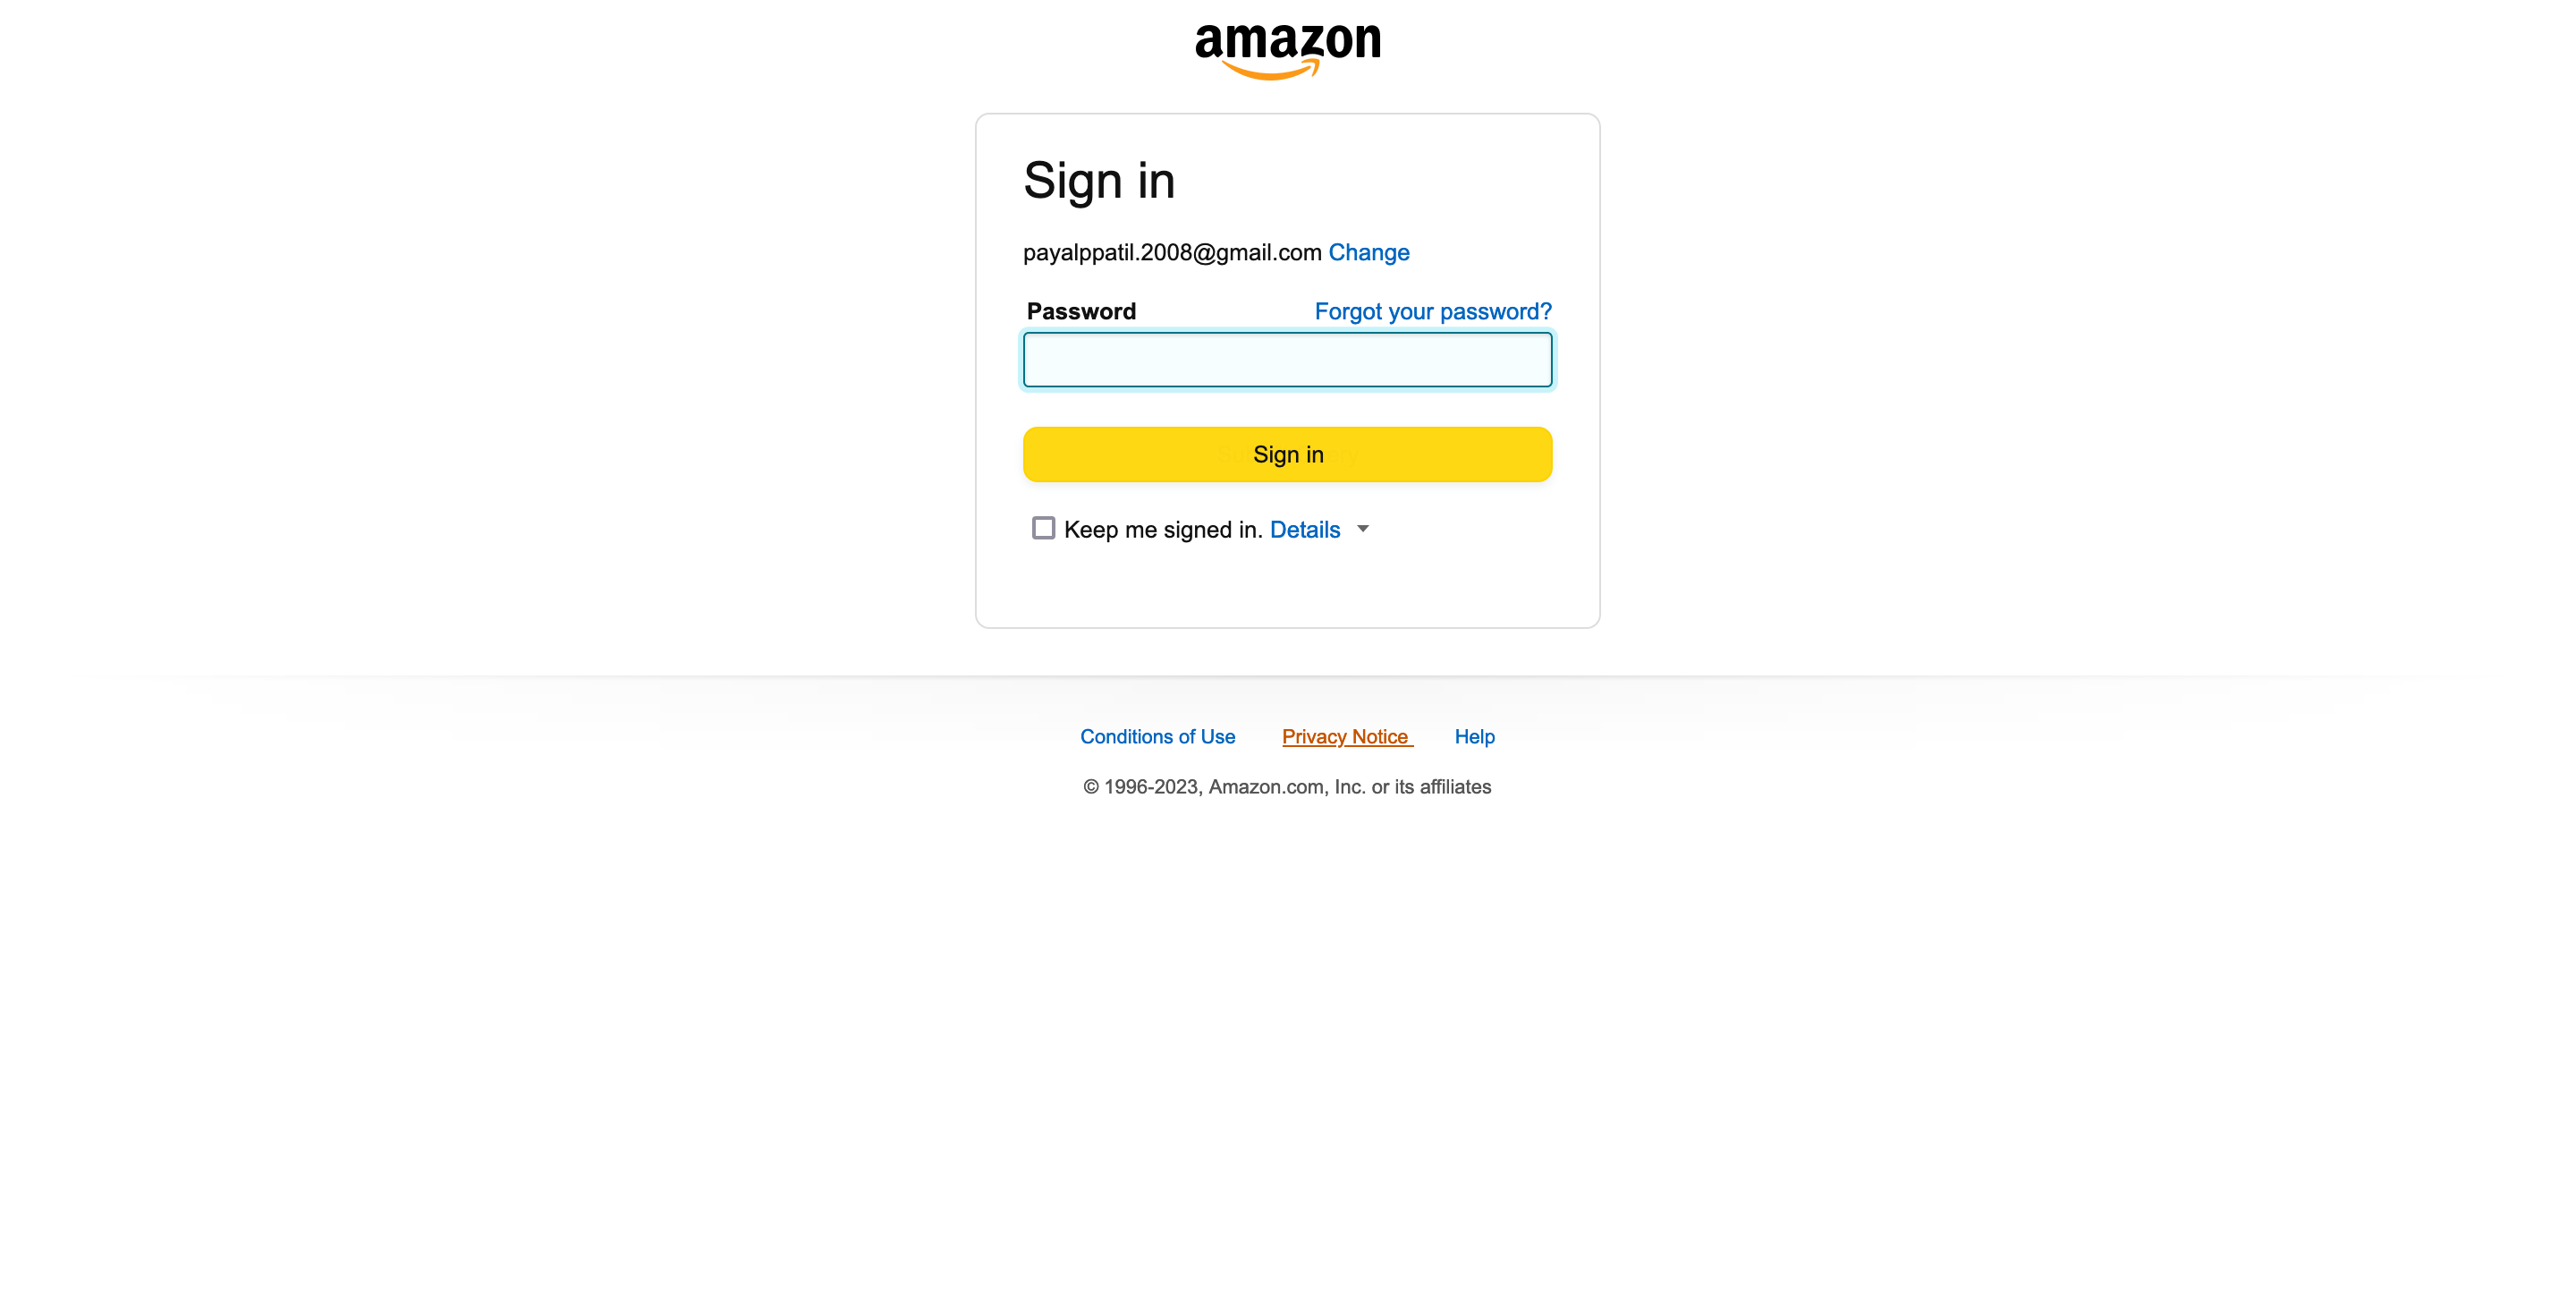 amazon
Sign in
payalppatil.2008@gmail.com Change
Password Forgot your password?
Sign in
Keep me signed in. Details
Conditions of Use Privacy Notice Help
© 1996-2023, Amazon.com, Inc. or its affiliates